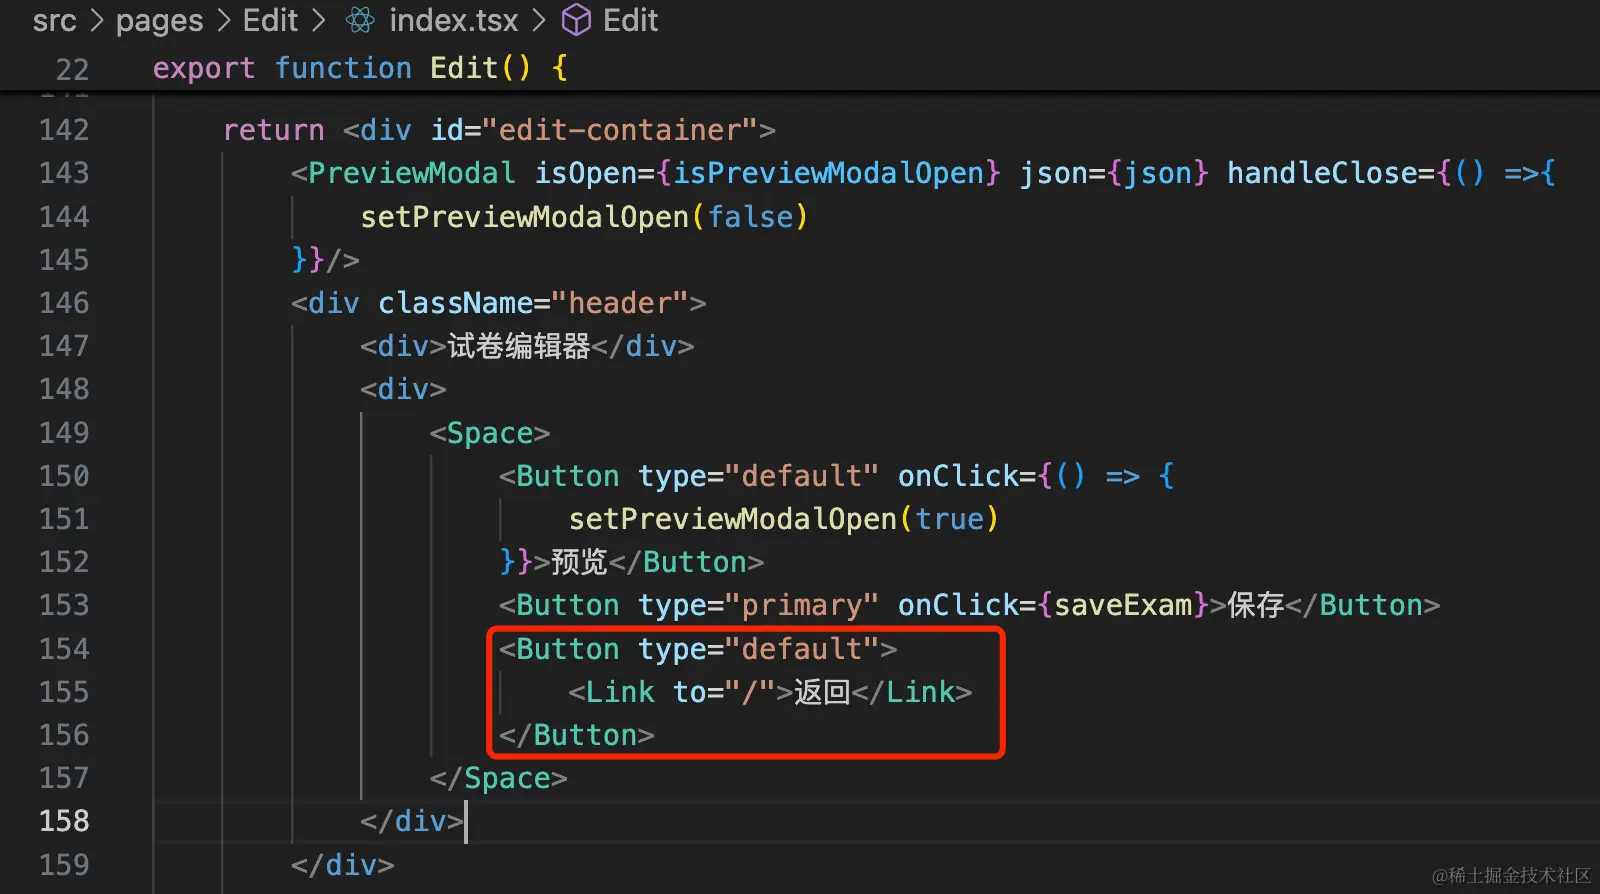 src > pages > Edit > index.tsx > Edit
22 export function Edit() {
142 return <div id="edit-container">
143 <PreviewModal isOpen={isPreviewModalOpen} json={json} handleClose={() =>{
144 setPreviewModalOpen(false)
145 }}/>
146 <div className="header">
147 <div>试卷编辑器</div>
148 <div>
149 <Space>
150 <Button type="default" onClick={() => {
151 setPreviewModalOpen(true)
152 }}>预览</Button>
153 <Button type="primary" onClick={saveExam}>保存</Button>
154 <Button type="default">
155 <Link to="/">返回</Link>
156 </Button>
157 </Space>
158 </div>
159 </div>
@稀土掘金技术社区